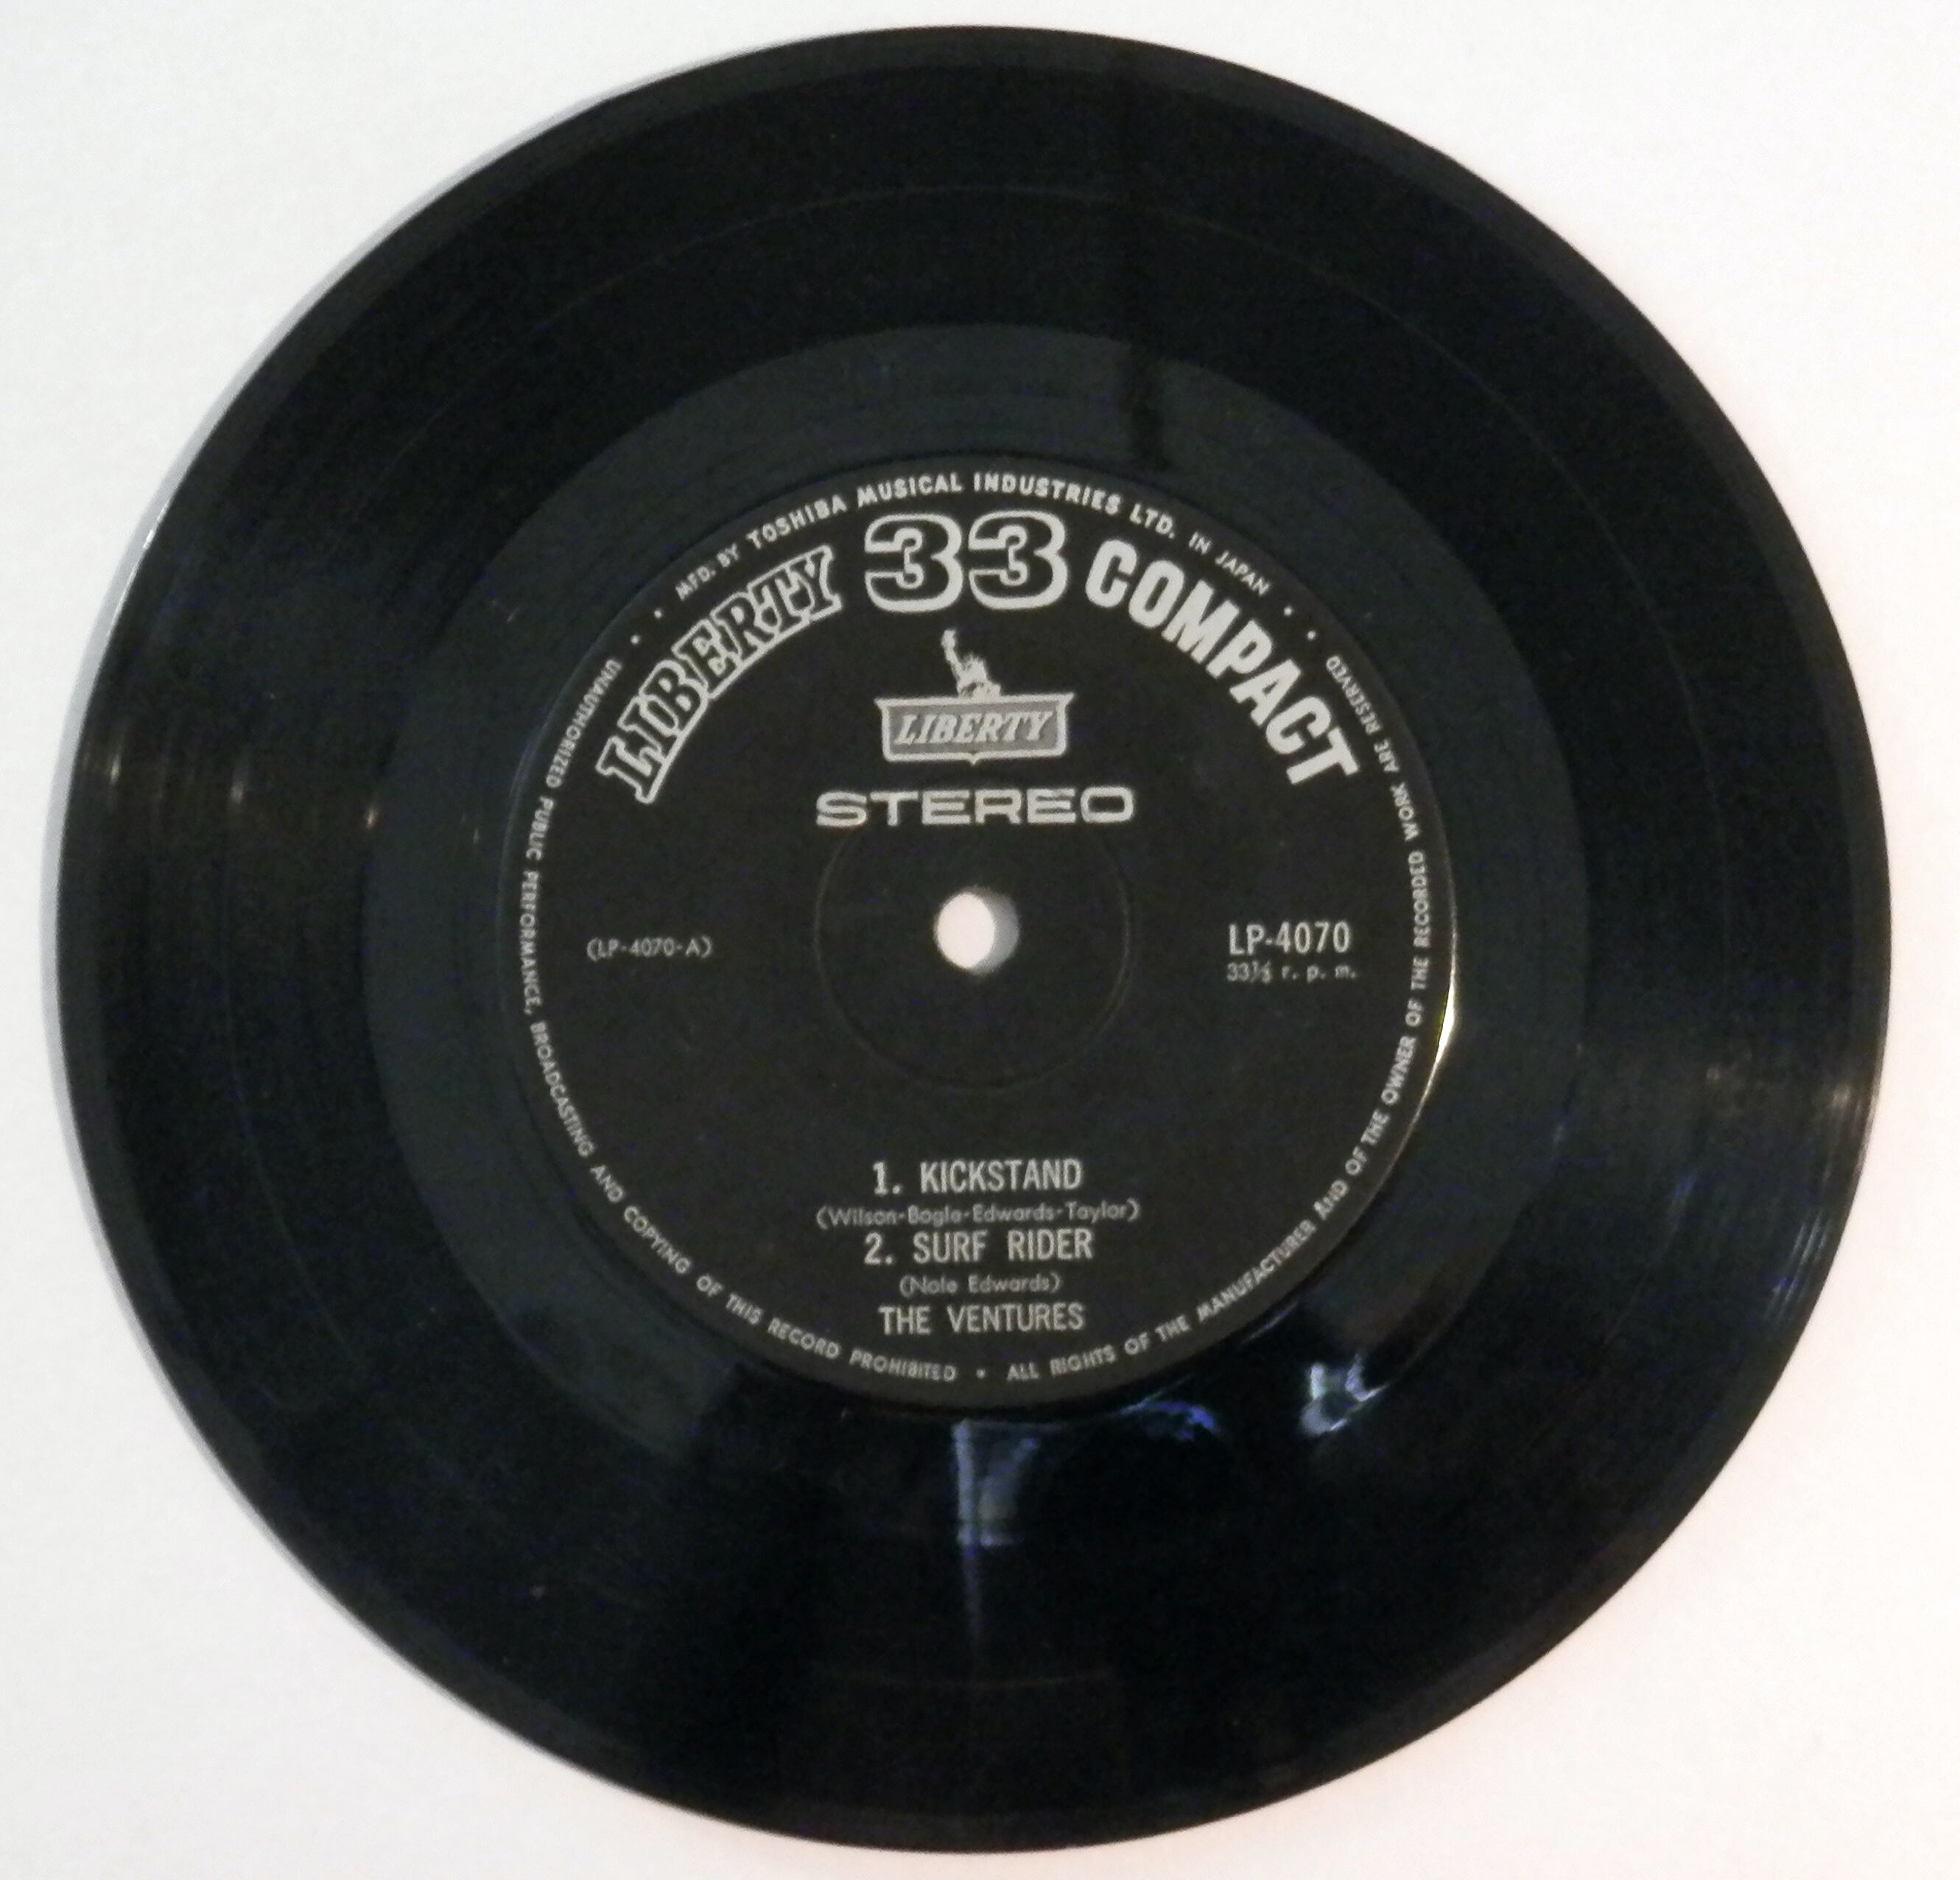 MFD. BY TOSHIBA MUSICAL INDUSTRIES LTD. IN JAPAN
LIBERTY 33 COMPACT
LIBERTY
STEREO
(LP-4070-A)
LP-4070
33⅓ r. p. m.
1. KICKSTAND
(Wilson-Bogle-Edwards-Taylor)
2. SURF RIDER
(Nole Edwards)
THE VENTURES
UNAUTHORIZED PUBLIC PERFORMANCE, BROADCASTING AND COPYING OF THIS RECORD PROHIBITED • ALL RIGHTS OF THE MANUFACTURER AND OF THE OWNER OF THE RECORDED WORK ARE RESERVED